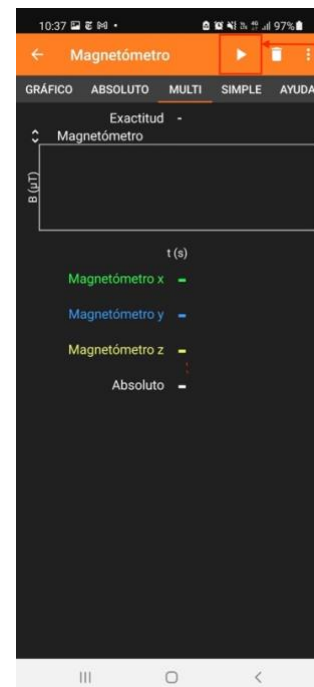 10:37 97%
Magnetómetro
GRÁFICO ABSOLUTO MULTI SIMPLE AYUDA
Exactitud -
Magnetómetro
B (µT)
t (s)
Magnetómetro x -
Magnetómetro y -
Magnetómetro z -
Absoluto -